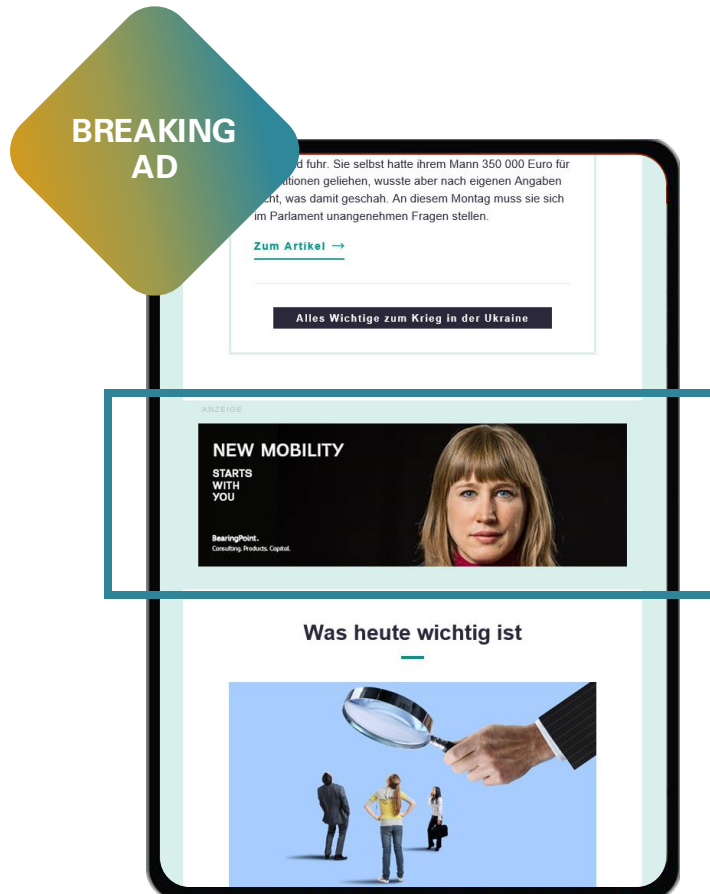 BREAKING
AD
d fuhr. Sie selbst hatte ihrem Mann 350 000 Euro für
geliehen, wusste aber nach eigenen Angaben
was damit geschah. An diesem Montag muss sie sich
im Parlament unangenehmen Fragen stellen.
Zum Artikel →
Alles Wichtige zum Krieg in der Ukraine
ANZEIGE
NEW MOBILITY
STARTS
WITH
YOU
BearingPoint.
Consulting. Products. Capital.
Was heute wichtig ist